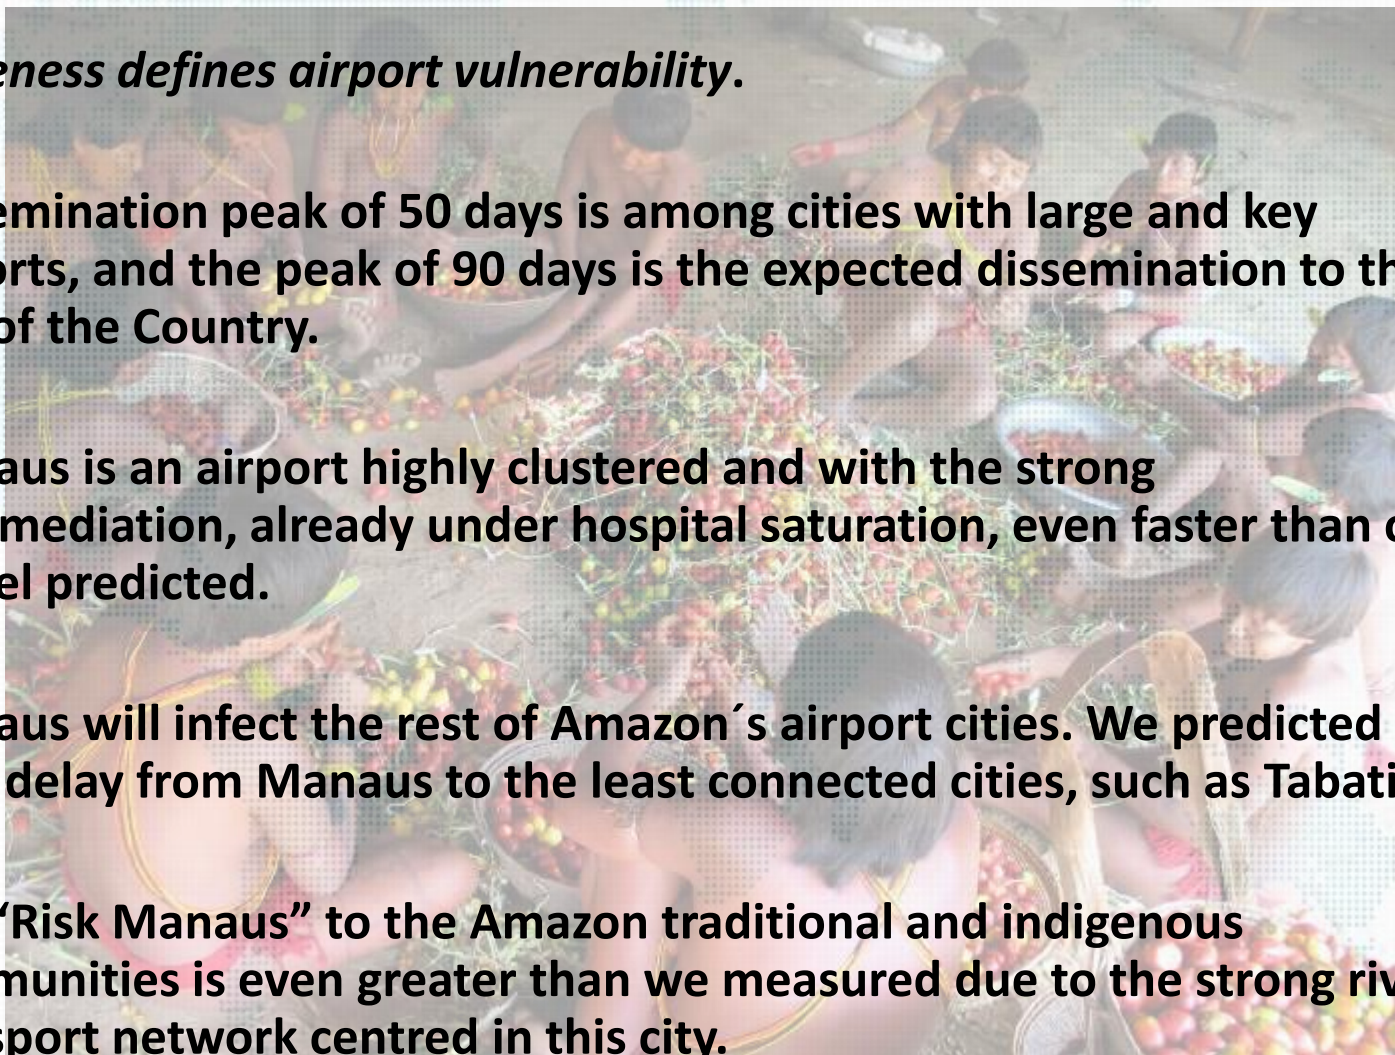 eness defines airport vulnerability.
emination peak of 50 days is among cities with large and key
orts, and the peak of 90 days is the expected dissemination to th
of the Country.
aus is an airport highly clustered and with the strong
mediation, already under hospital saturation, even faster than
el predicted.
aus will infect the rest of Amazon´s airport cities. We predicted
delay from Manaus to the least connected cities, such as Tabati
“Risk Manaus” to the Amazon traditional and indigenous
munities is even greater than we measured due to the strong riv
sport network centred in this city.